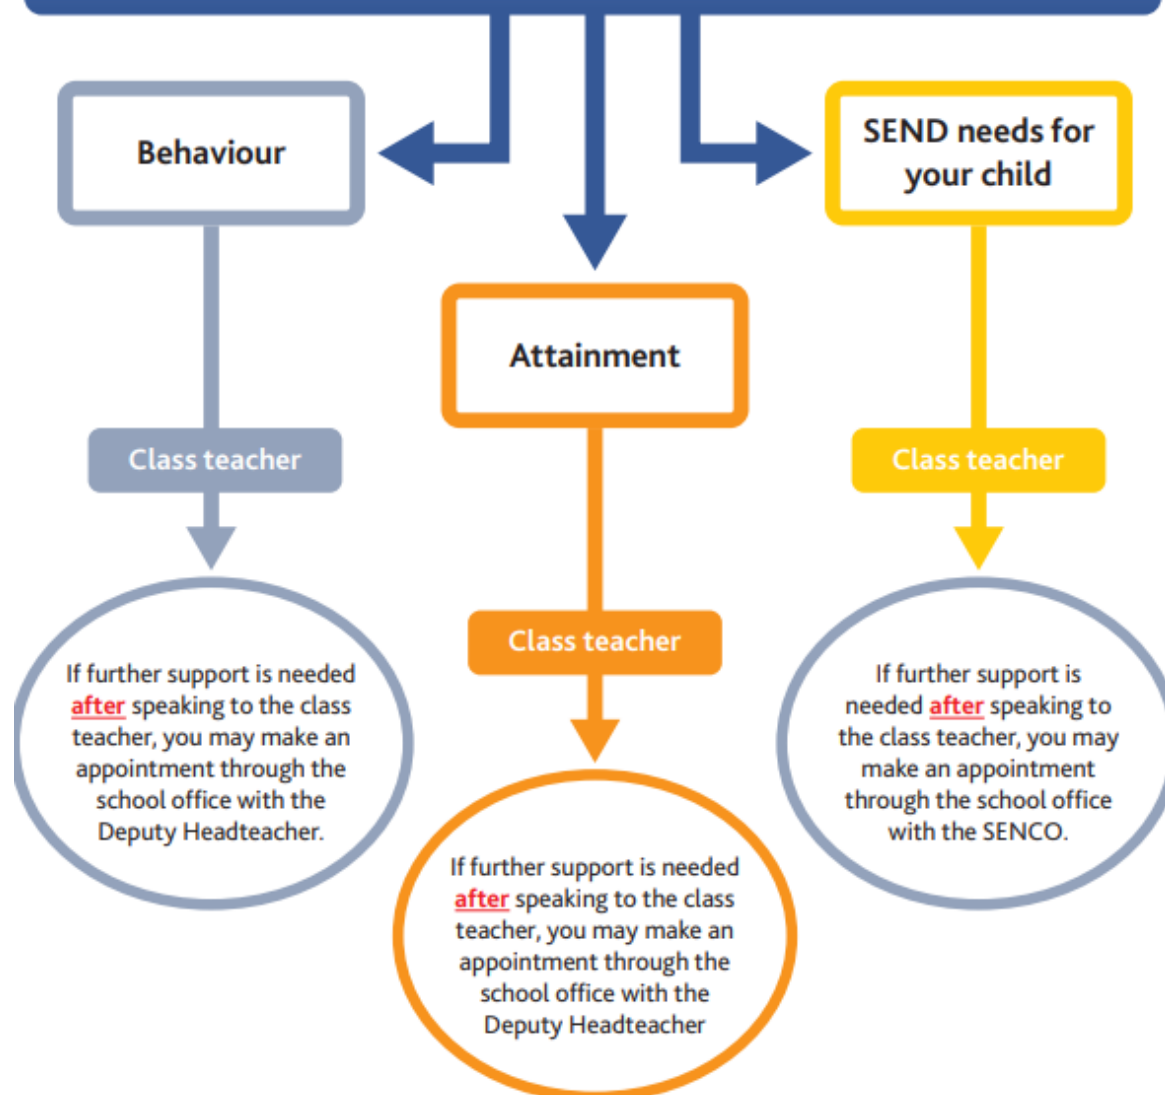 Behaviour
SEND needs for
your child
Attainment
Class teacher
Class teacher
Class teacher
If further support is needed
after speaking to the class
teacher, you may make an
appointment through the
school office with the
Deputy Headteacher.
If further support is
needed after speaking to
the class teacher, you may
make an appointment
through the school office
with the SENCO.
If further support is needed
after speaking to the class
teacher, you may make an
appointment through the
school office with the
Deputy Headteacher